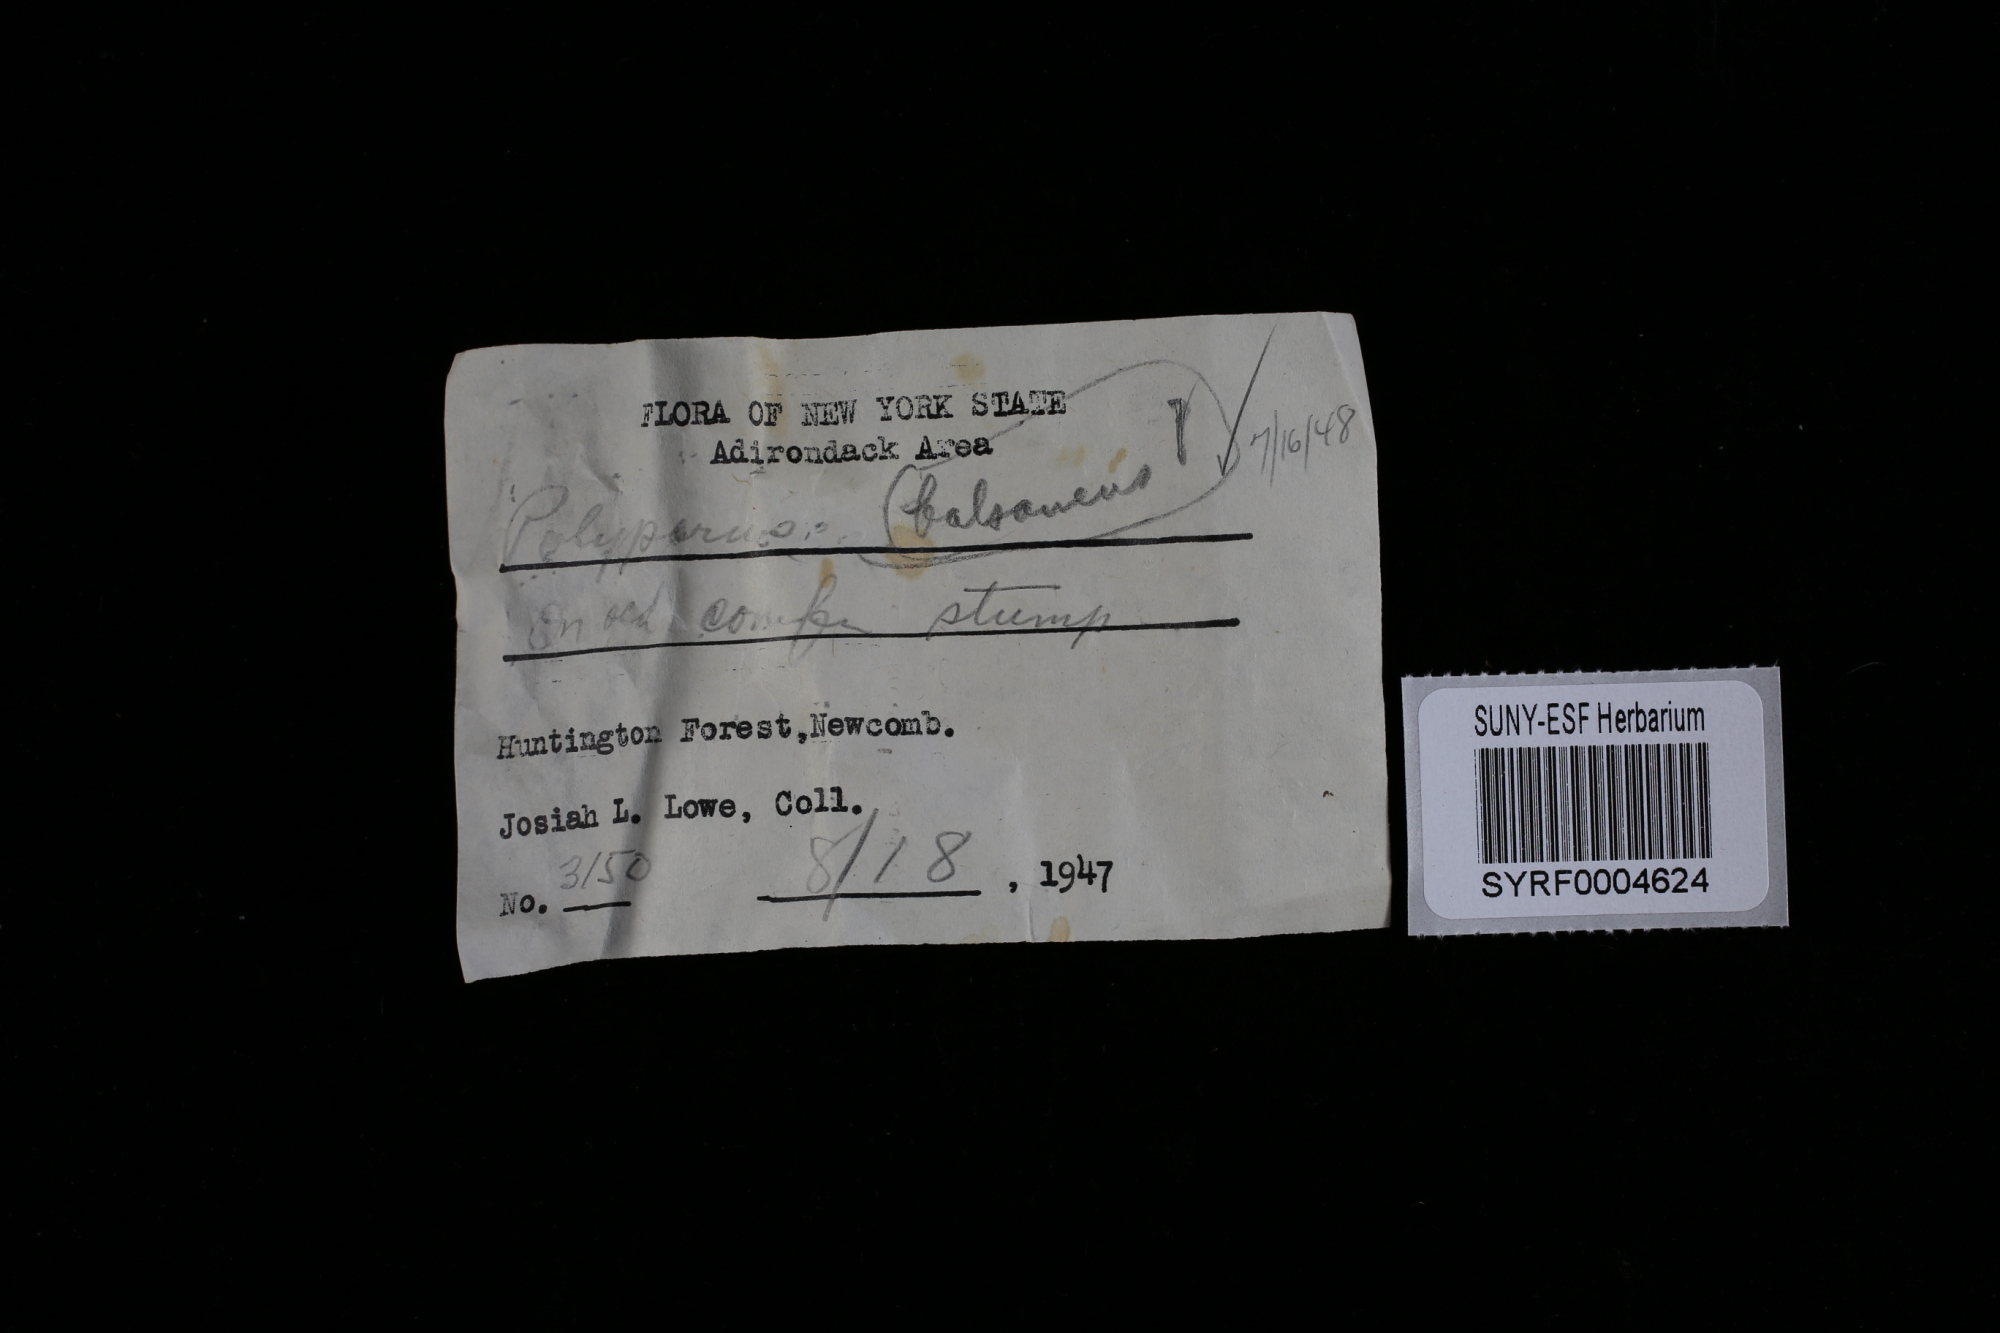 FLORA OF NEW YORK STATE
Adirondack Area
7/16/48
Polyporus balsameus
on old conifer stump
Huntington Forest,Newcomb.
Josiah L. Lowe, Coll.
No. 3150 8/18, 1947
SUNY-ESF Herbarium
SYRF0004624